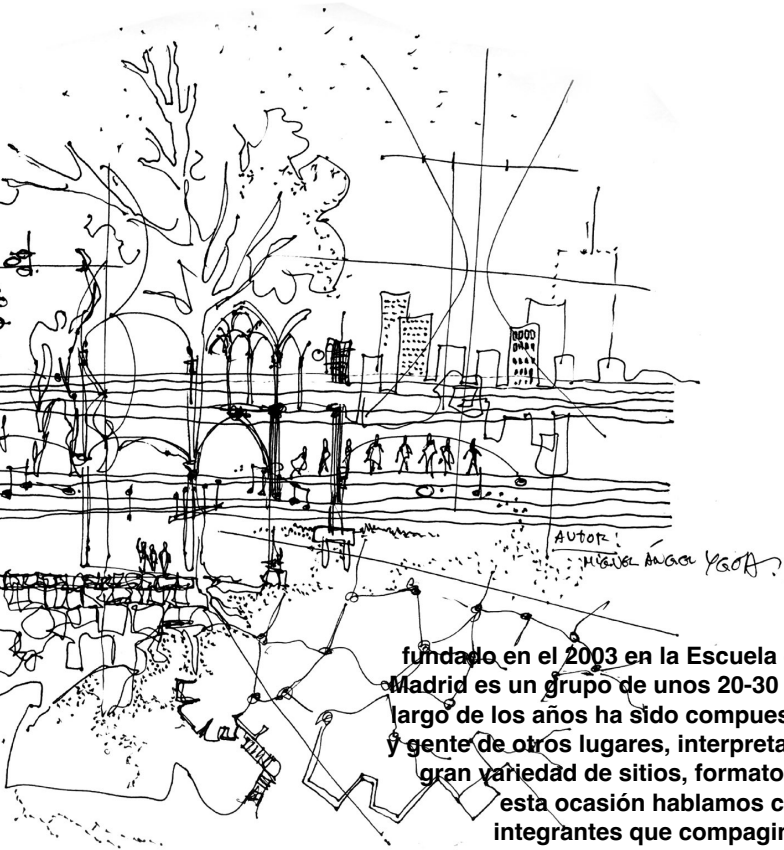 AUTOR:
MIGUEL ÁNGEL
fundado en el 2003 en la Escuela
Madrid es un grupo de unos 20-30
largo de los años ha sido compues
y gente de otros lugares, interpreta
gran variedad de sitios, formato
esta ocasión hablamos c
integrantes que compagin